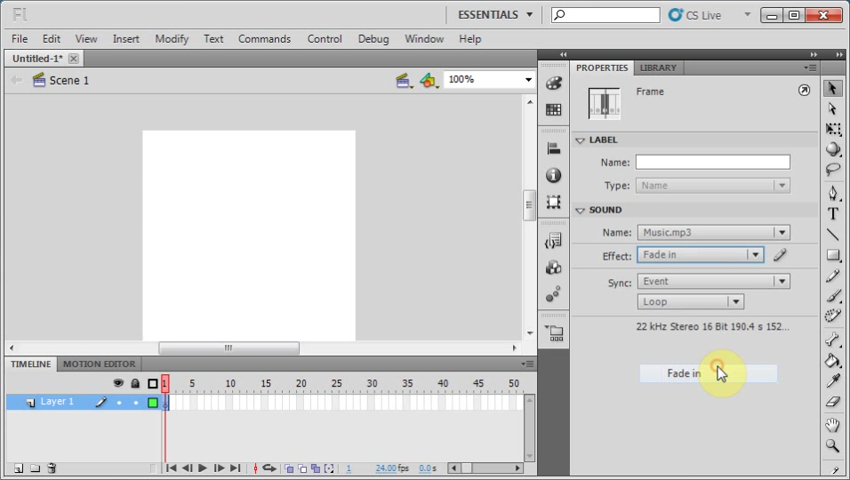 Fl ESSENTIALS CS Live
File Edit View Insert Modify Text Commands Control Debug Window Help
Untitled-1*
Scene 1 100%
PROPERTIES LIBRARY
Frame
LABEL
Name:
Type: Name
SOUND
Name: Music.mp3
Effect: Fade in
Sync: Event
Loop
22 kHz Stereo 16 Bit 190.4 s 152...
Fade in
TIMELINE MOTION EDITOR
1 5 10 15 20 25 30 35 40 45 50
Layer 1
1 24.00 fps 0.0 s